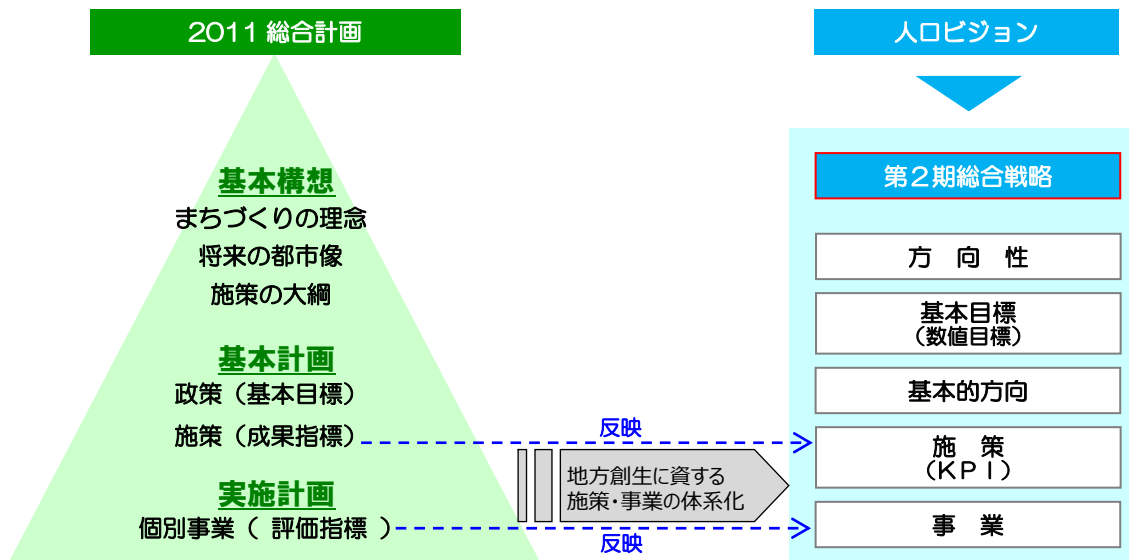 2011 総合計画
基本構想
まちづくりの理念
将来の都市像
施策の大綱
基本計画
政策（基本目標）
施策（成果指標）
実施計画
個別事業（ 評価指標 ）
反映
地方創生に資する
施策・事業の体系化
反映
人口ビジョン
第２期総合戦略
方　向　性
基本目標
（数値目標）
基本的方向
施　策
（ＫＰＩ）
事　業